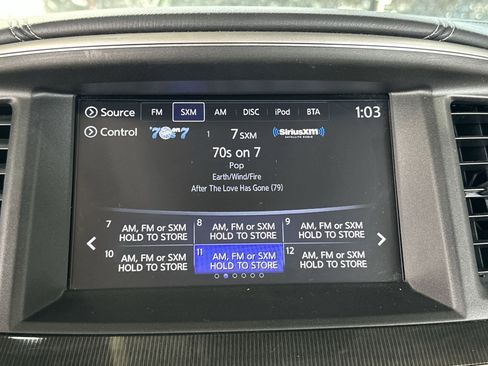 Source FM SXM AM DISC iPod BTA 1:03
Control '70s on 7 1 7 SXM SiriusXM
SATELLITE RADIO
70s on 7
Pop
Earth/Wind/Fire
After The Love Has Gone (79)
7 AM, FM or SXM 8 AM, FM or SXM 9 AM, FM or SXM
HOLD TO STORE HOLD TO STORE HOLD TO STORE
10 AM, FM or SXM 11 AM, FM or SXM 12 AM, FM or SXM
HOLD TO STORE HOLD TO STORE HOLD TO STORE